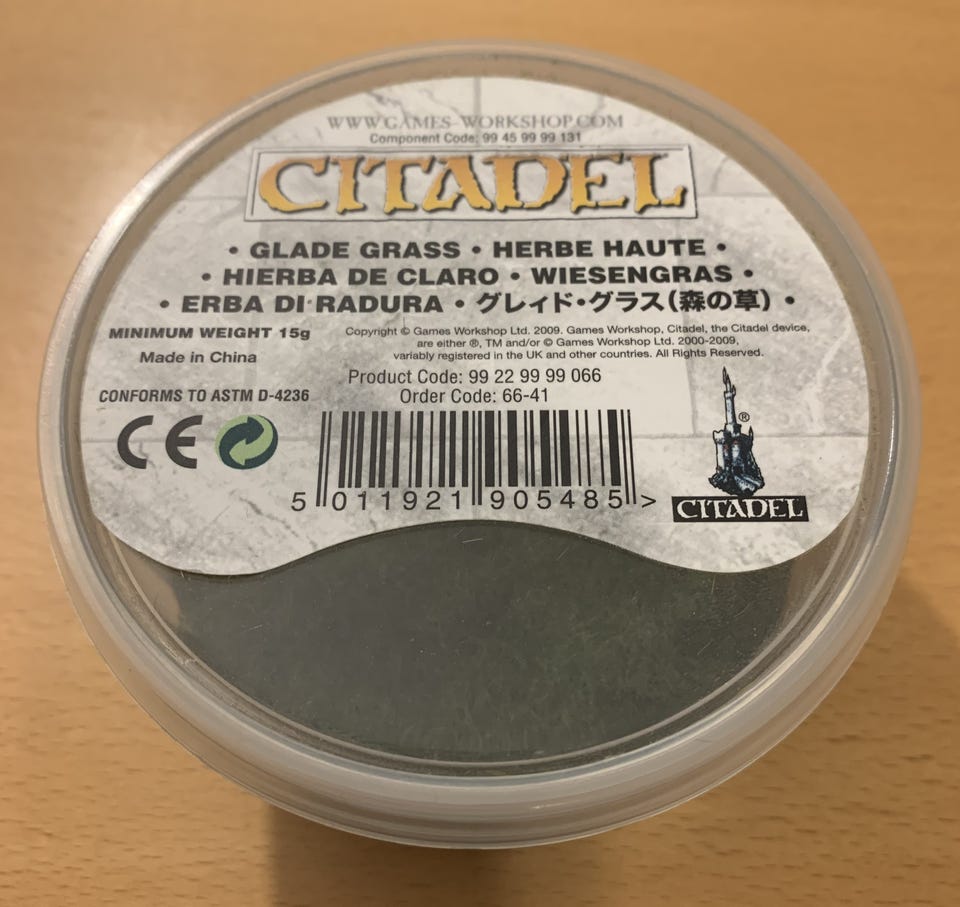 WWW.GAMES-WORKSHOP.COM
Component Code: 99 45 99 99 131
CITADEL
• GLADE GRASS • HERBE HAUTE •
• HIERBA DE CLARO • WIESENGRAS •
• ERBA DI RADURA • グレィド・グラス(森の草) •
MINIMUM WEIGHT 15g
Made in China
Copyright © Games Workshop Ltd. 2009. Games Workshop, Citadel, the Citadel device,
are either ®, TM and/or © Games Workshop Ltd. 2000-2009,
variably registered in the UK and other countries. All Rights Reserved.
Product Code: 99 22 99 99 066
Order Code: 66-41
CONFORMS TO ASTM D-4236
CE
5 011921 905485 >
®
CITADEL